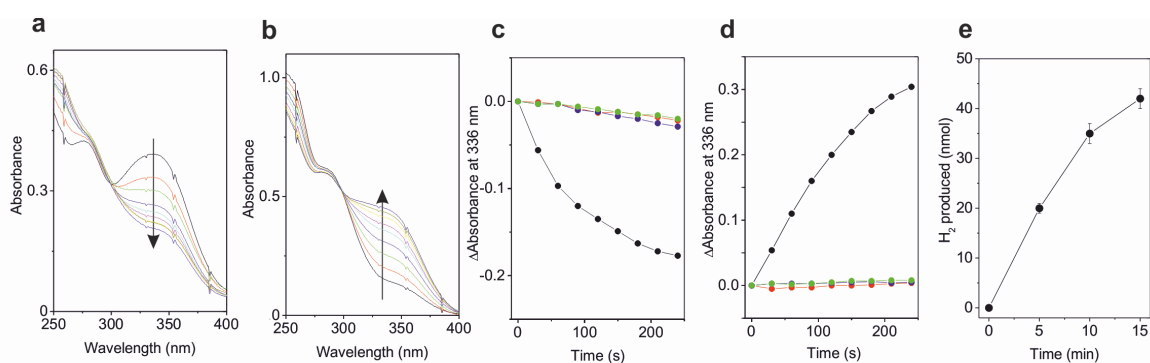 a
0.6
0.3
0
250 300 350 400
Absorbance
Wavelength (nm)
b
1.0
0.5
0
250 300 350 400
Absorbance
Wavelength (nm)
c
0.0
-0.1
-0.2
0 100 200
ΔAbsorbance at 336 nm
Time (s)
d
0.3
0.2
0.1
0.0
0 100 200
ΔAbsorbance at 336 nm
Time (s)
e
50
40
30
20
10
0
0 5 10 15
H₂ produced (nmol)
Time (min)